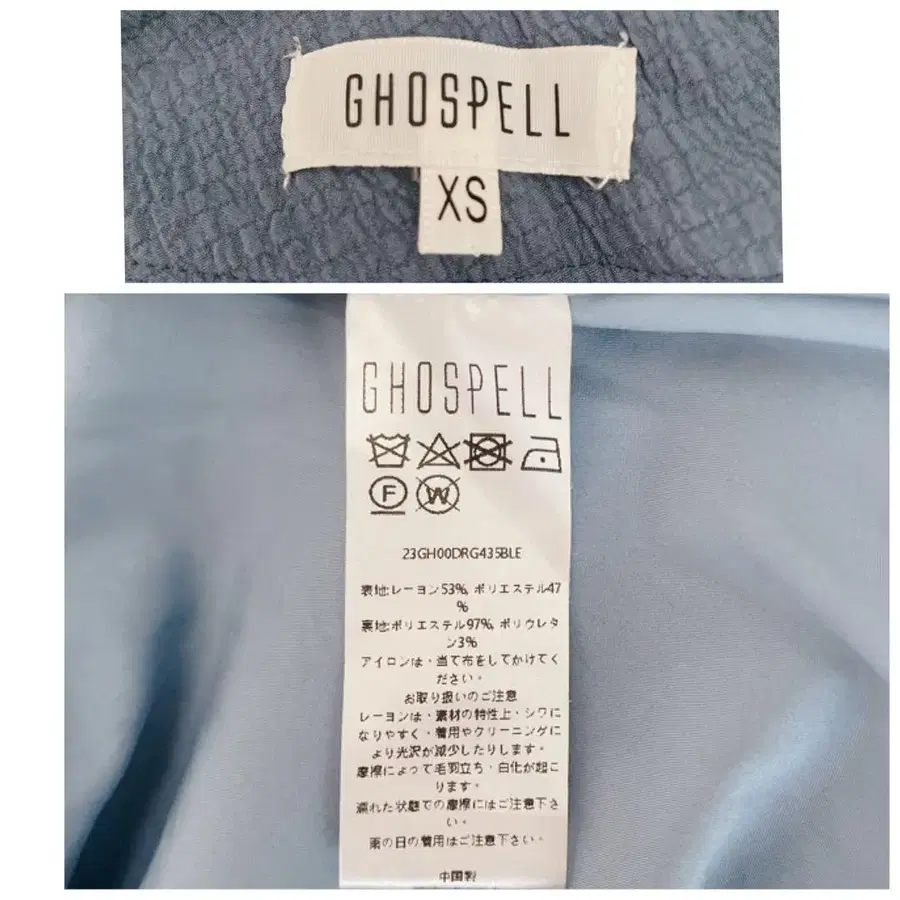 GHOSPELL
XS
GHOSPELL
F W
23GH00DRG435BLE
表地:レーヨン53%, ポリエステル47
%
裏地:ポリエステル97%, ポリウレタ
ン3%
アイロンは・当て布をしてかけてく
ださい。
お取り扱いのご注意
レーヨンは・素材の特性上・シワに
なりやすく・着用やクリーニングに
より光沢が減少したりします。
摩擦によって毛羽立ち・白化が起こ
ります。
濡れた状態での摩擦にはご注意下さ
い。
雨の日の着用はご注意下さい。
中国製